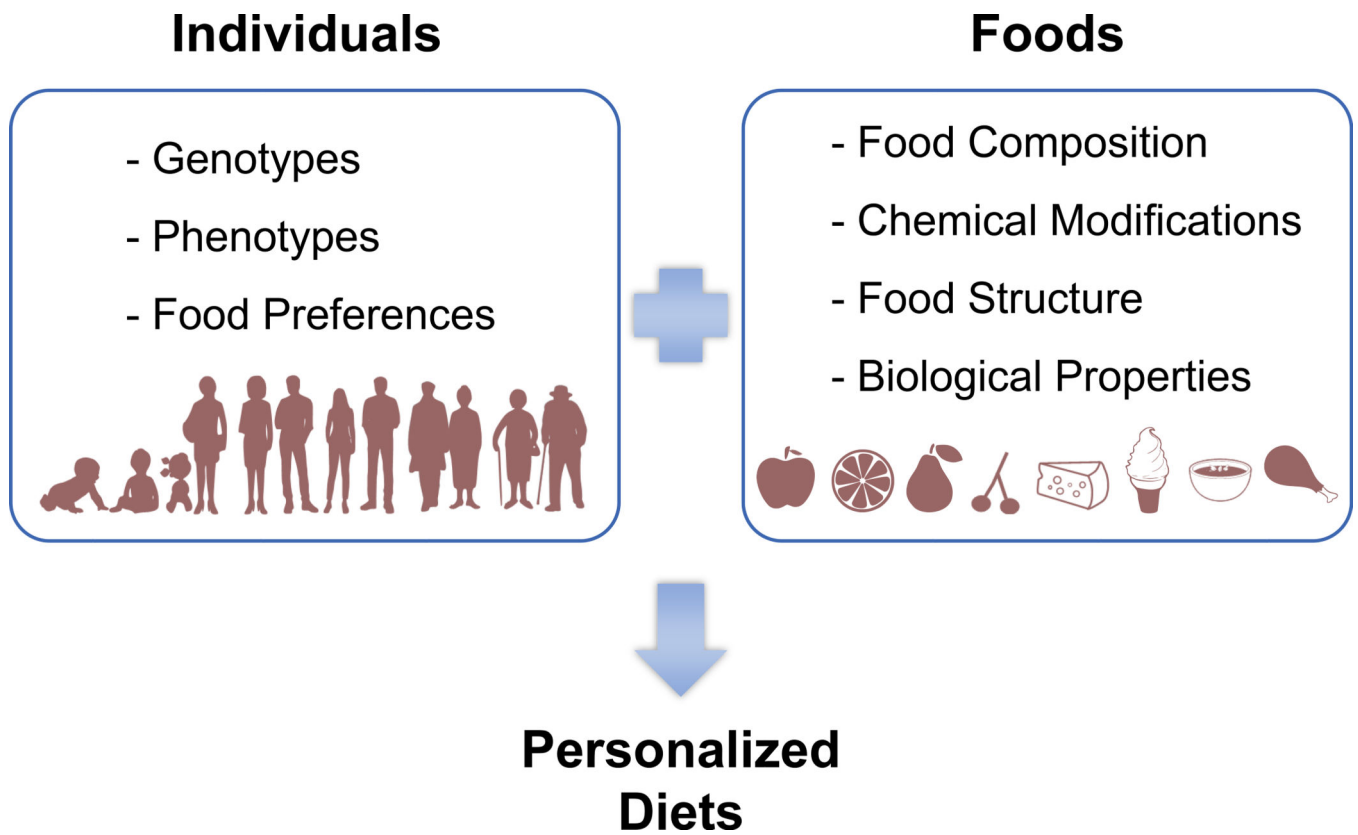 Individuals
- Genotypes
- Phenotypes
- Food Preferences
Foods
- Food Composition
- Chemical Modifications
- Food Structure
- Biological Properties
Personalized
Diets